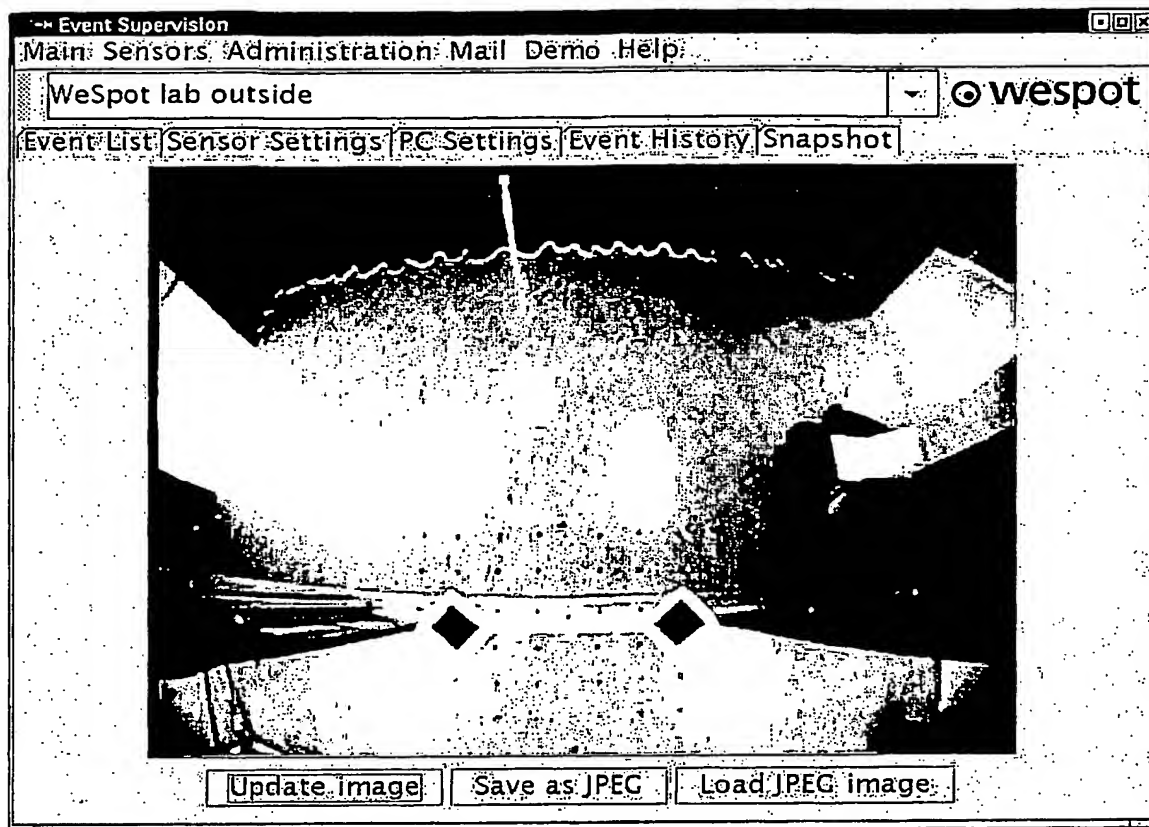 Event Supervision
Main Sensors Administration Mail Demo Help
WeSpot lab outside
wespot
Event List Sensor Settings PC Settings Event History Snapshot
Update image Save as JPEG Load JPEG image